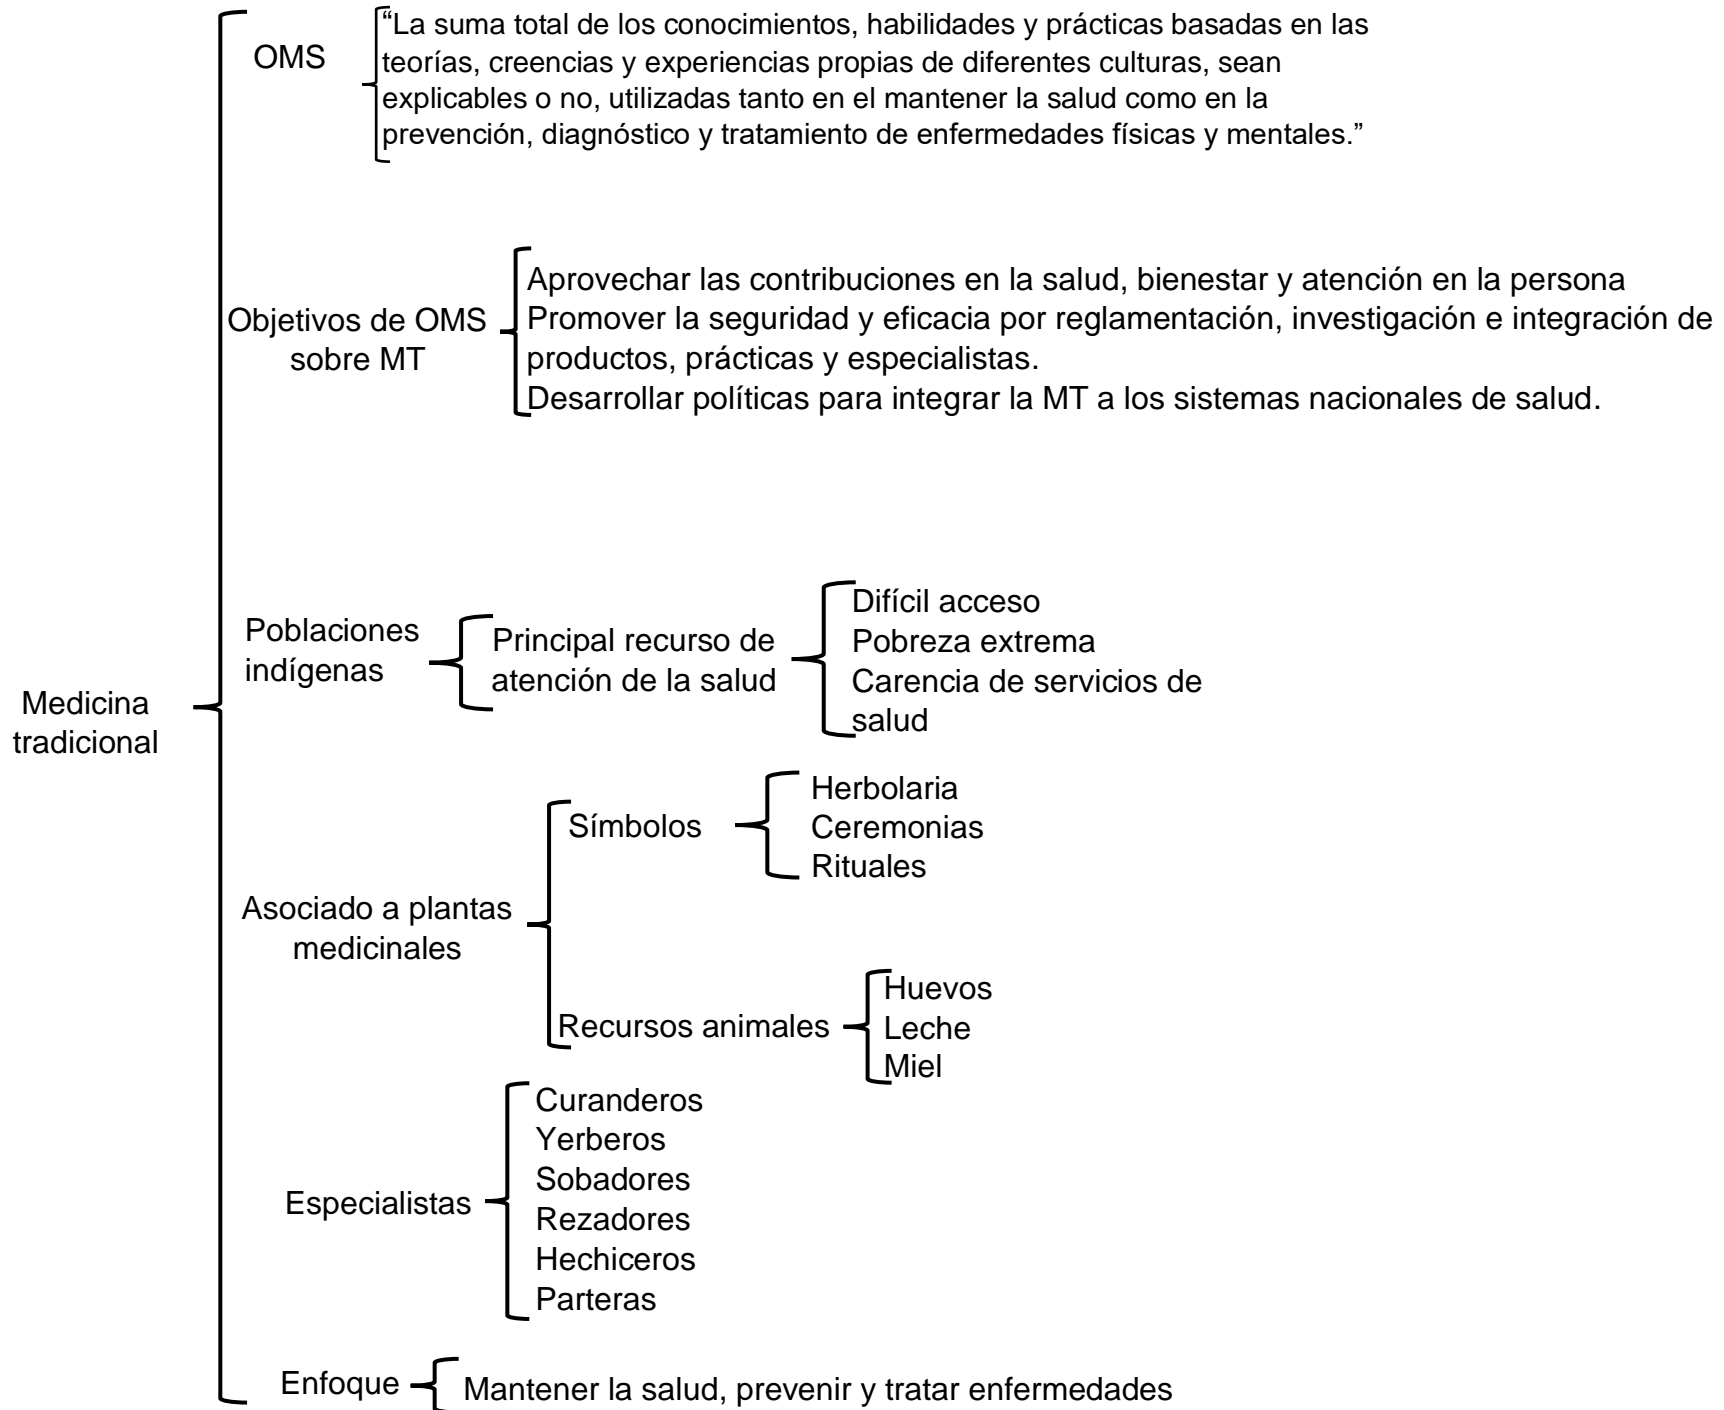 OMS
“La suma total de los conocimientos, habilidades y prácticas basadas en las
teorías, creencias y experiencias propias de diferentes culturas, sean
explicables o no, utilizadas tanto en el mantener la salud como en la
prevención, diagnóstico y tratamiento de enfermedades físicas y mentales.”
Objetivos de OMS
sobre MT
Aprovechar las contribuciones en la salud, bienestar y atención en la persona
Promover la seguridad y eficacia por reglamentación, investigación e integración de
productos, prácticas y especialistas.
Desarrollar políticas para integrar la MT a los sistemas nacionales de salud.
Medicina
tradicional
Poblaciones
indígenas
Principal recurso de
atención de la salud
Difícil acceso
Pobreza extrema
Carencia de servicios de
salud
Asociado a plantas
medicinales
Símbolos
Herbolaria
Ceremonias
Rituales
Recursos animales
Huevos
Leche
Miel
Especialistas
Curanderos
Yerberos
Sobadores
Rezadores
Hechiceros
Parteras
Enfoque
Mantener la salud, prevenir y tratar enfermedades